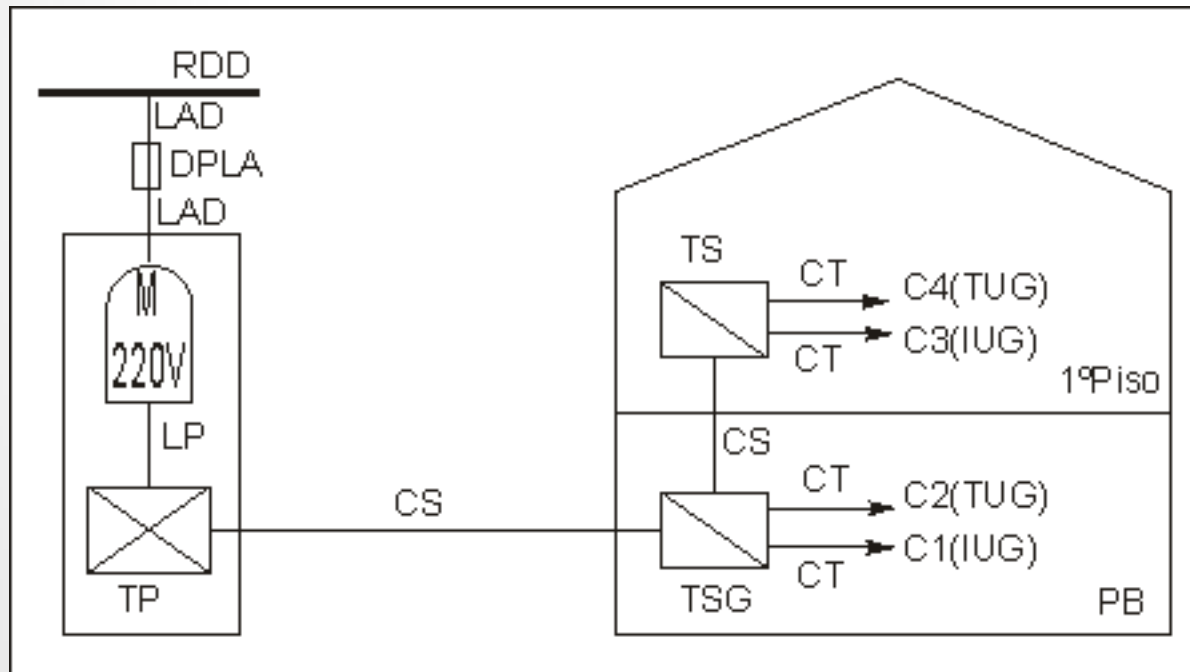 RDD
LAD
DPLA
LAD
M
220V
LP
TP
CS
TS
CT
C4(TUG)
C3(IUG)
CT
1ºPiso
CS
CT
C2(TUG)
C1(IUG)
CT
TSG
PB